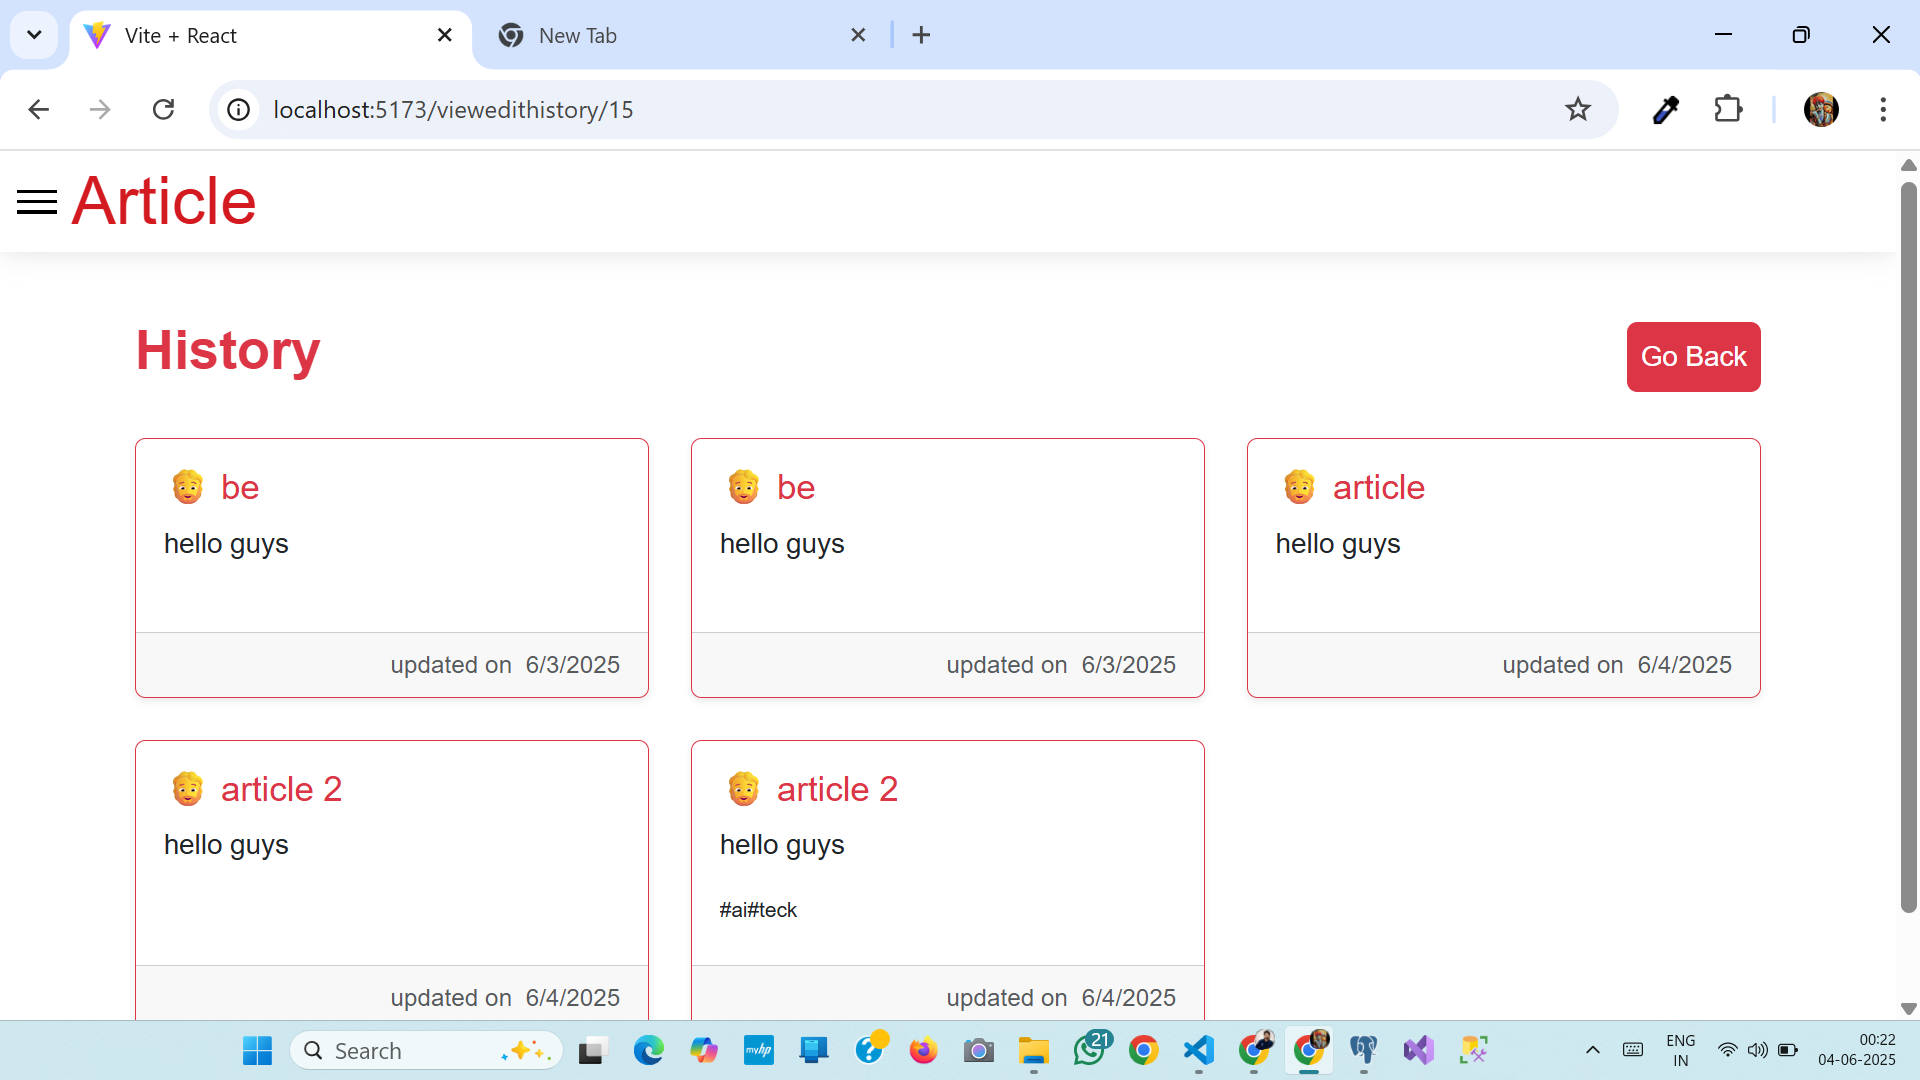 Vite + React
New Tab
localhost:5173/viewedithistory/15
Article
History
Go Back
be
hello guys
updated on 6/3/2025
be
hello guys
updated on 6/3/2025
article
hello guys
updated on 6/4/2025
article 2
hello guys
updated on 6/4/2025
article 2
hello guys
#ai#teck
updated on 6/4/2025
Search
myhp
21
ENG
IN
00:22
04-06-2025